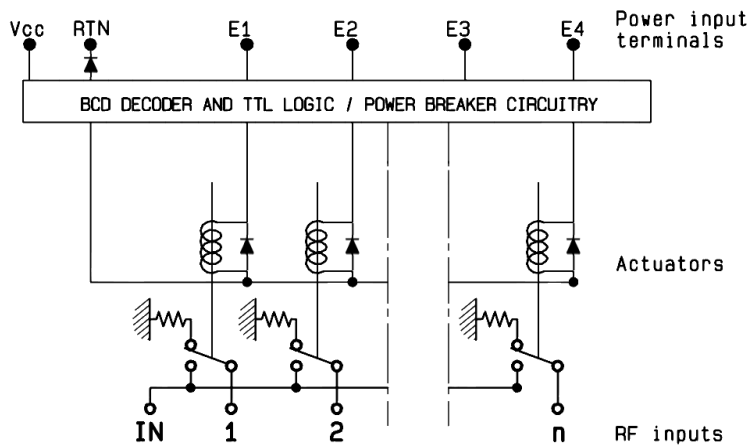 Vcc RTN E1 E2 E3 E4 Power input
terminals
BCD DECODER AND TTL LOGIC / POWER BREAKER CIRCUITRY
Actuators
IN 1 2 n RF inputs